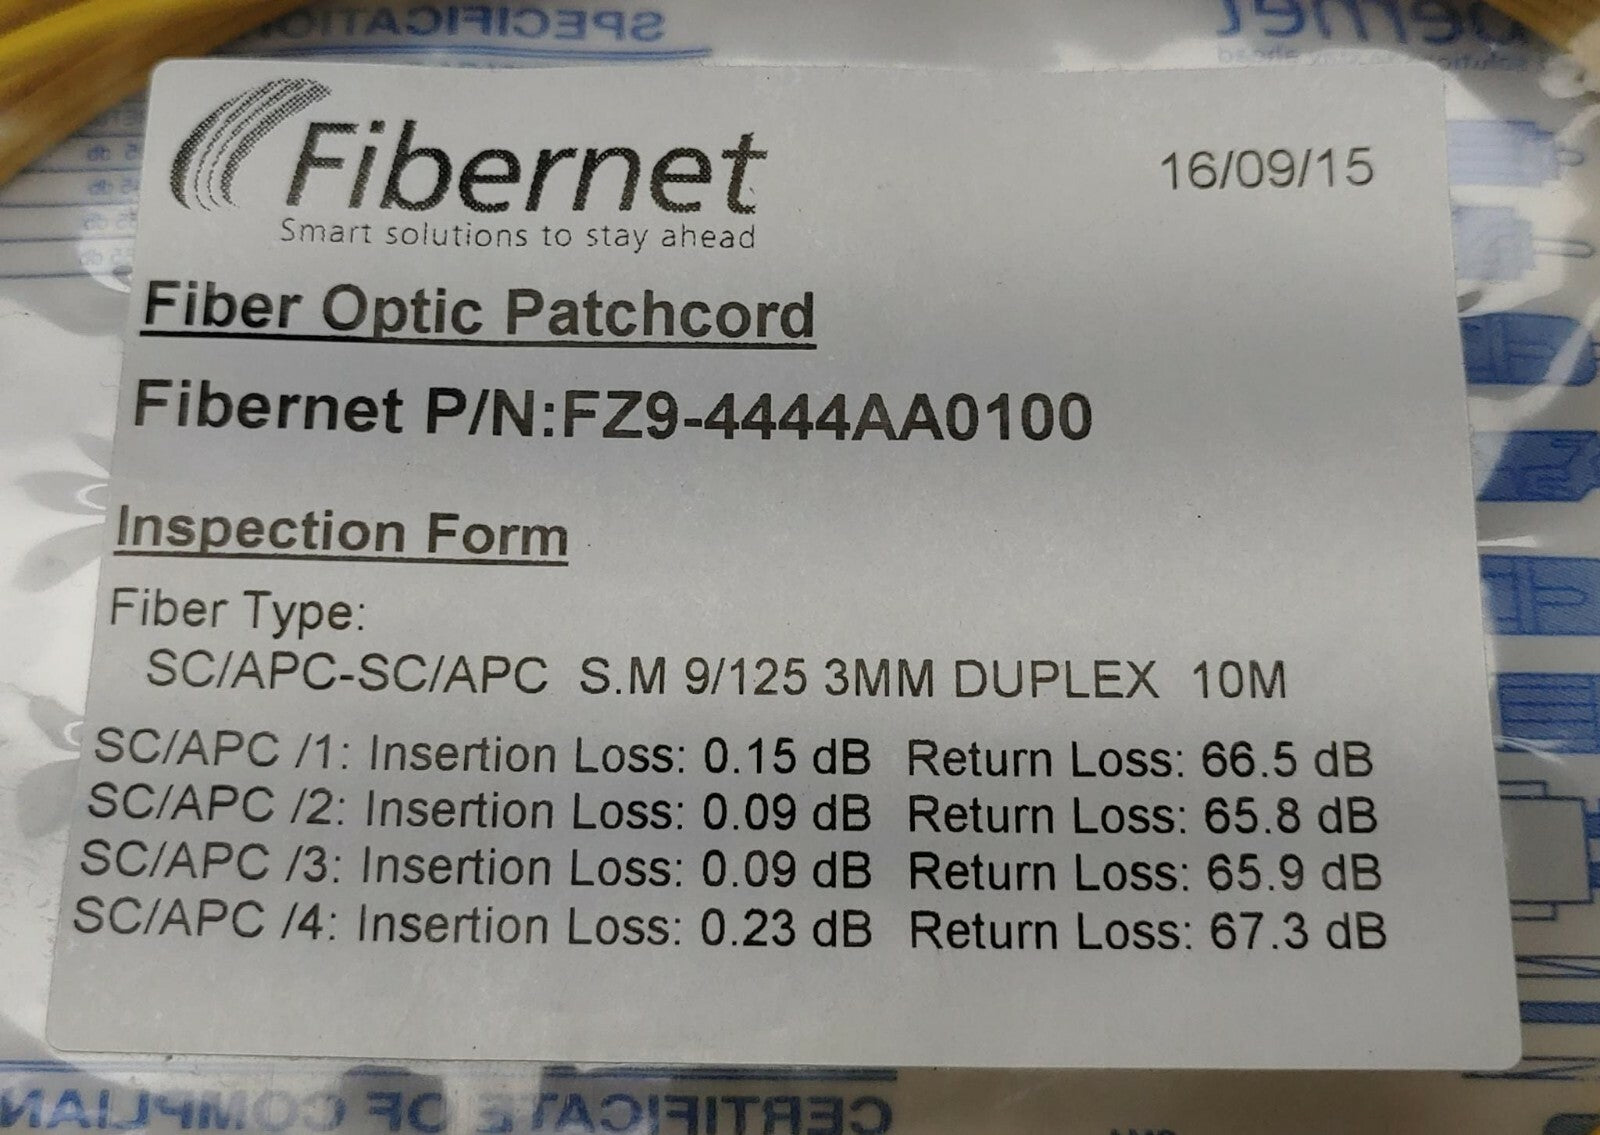 SPECIFICATION
Fibernet
16/09/15
Smart solutions to stay ahead
Fiber Optic Patchcord
Fibernet P/N:FZ9-4444AA0100
Inspection Form
Fiber Type:
SC/APC-SC/APC S.M 9/125 3MM DUPLEX 10M
SC/APC /1: Insertion Loss: 0.15 dB Return Loss: 66.5 dB
SC/APC /2: Insertion Loss: 0.09 dB Return Loss: 65.8 dB
SC/APC /3: Insertion Loss: 0.09 dB Return Loss: 65.9 dB
SC/APC /4: Insertion Loss: 0.23 dB Return Loss: 67.3 dB
CERTIFICATE OF COMPLIAN